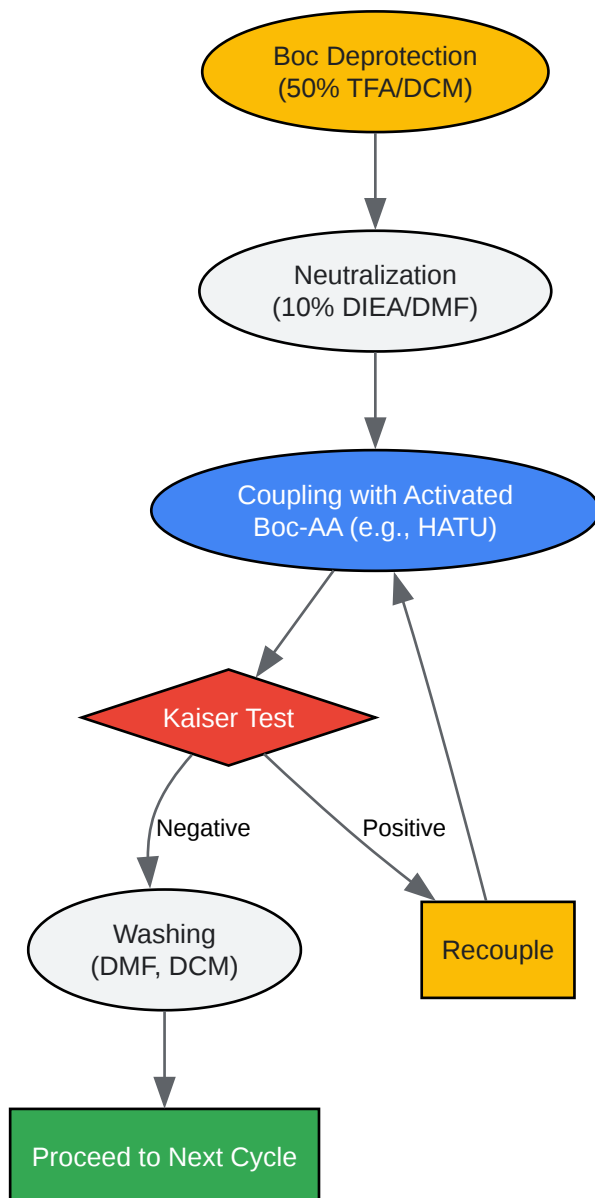 Boc Deprotection
(50% TFA/DCM)
Neutralization
(10% DIEA/DMF)
Coupling with Activated
Boc-AA (e.g., HATU)
Kaiser Test
Negative
Positive
Washing
(DMF, DCM)
Recouple
Proceed to Next Cycle